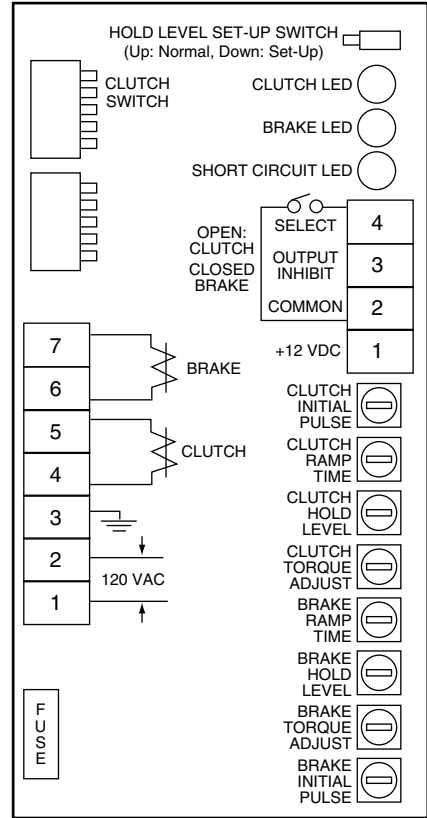 HOLD LEVEL SET-UP SWITCH
(Up: Normal, Down: Set-Up)
CLUTCH
SWITCH
CLUTCH LED
BRAKE LED
SHORT CIRCUIT LED
OPEN:
CLUTCH
CLOSED
BRAKE
SELECT
4
OUTPUT
INHIBIT
3
COMMON
2
+12 VDC
1
7
6
BRAKE
5
4
CLUTCH
3
2
1
120 VAC
CLUTCH
INITIAL
PULSE
CLUTCH
RAMP
TIME
CLUTCH
HOLD
LEVEL
CLUTCH
TORQUE
ADJUST
BRAKE
RAMP
TIME
BRAKE
HOLD
LEVEL
BRAKE
TORQUE
ADJUST
BRAKE
INITIAL
PULSE
F
U
S
E